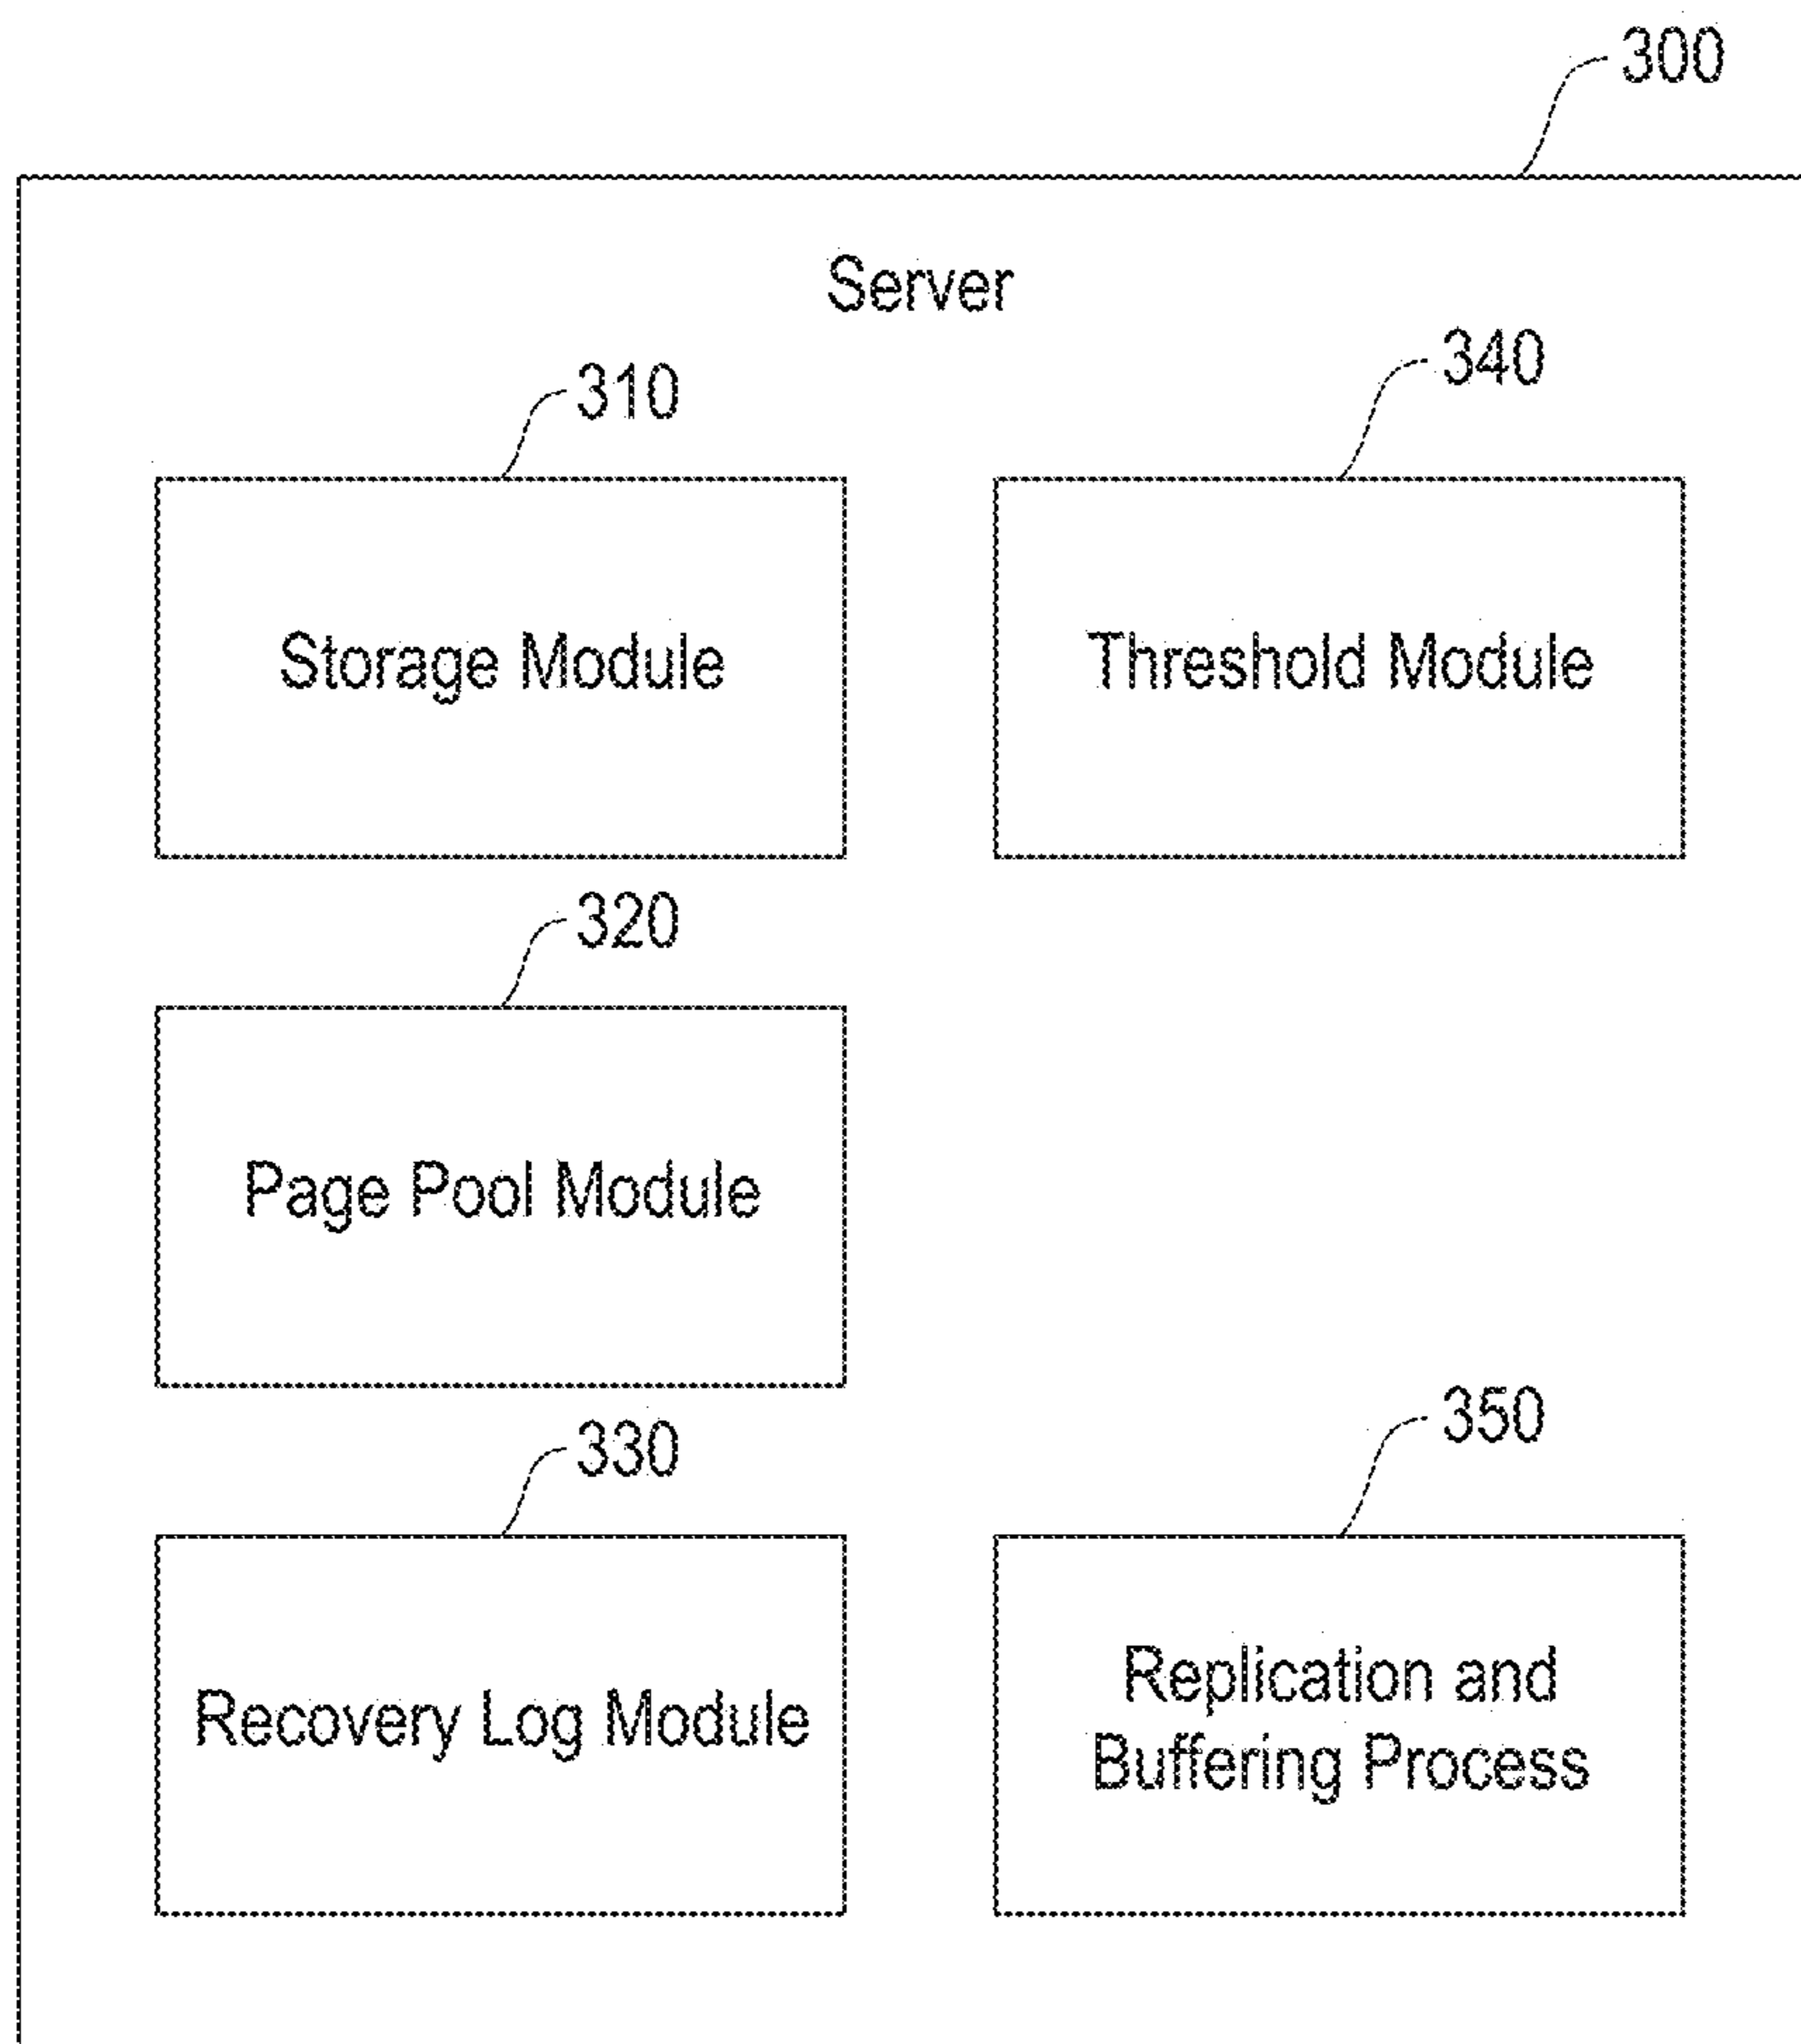 300
Server
310
340
Storage Module
Threshold Module
320
Page Pool Module
330
350
Recovery Log Module
Replication and
Buffering Process